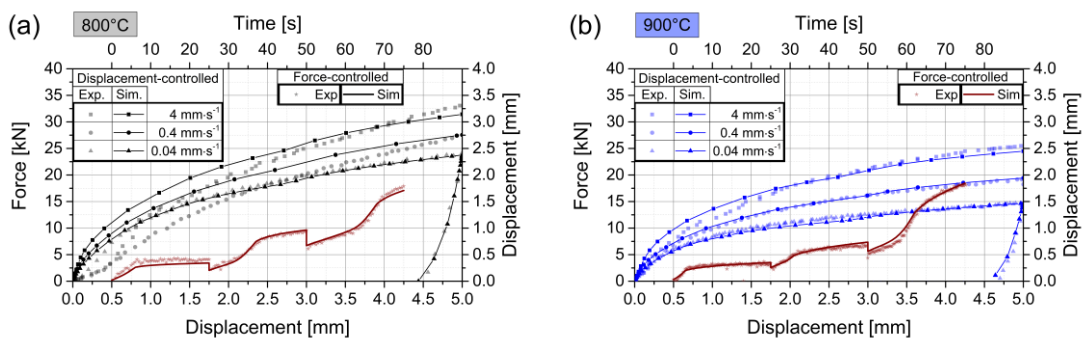 (a) 800°C
Time [s]
0 10 20 30 40 50 60 70 80
Force [kN]
40
35
30
25
20
15
10
5
0
Displacement-controlled
Exp. Sim.
4 mm·s⁻¹
0.4 mm·s⁻¹
0.04 mm·s⁻¹
Force-controlled
Exp Sim
4.0
3.5
3.0
2.5
2.0
1.5
1.0
0.5
0.0
Displacement [mm]
0.0 0.5 1.0 1.5 2.0 2.5 3.0 3.5 4.0 4.5 5.0
Displacement [mm]
(b) 900°C
Time [s]
0 10 20 30 40 50 60 70 80
Force [kN]
40
35
30
25
20
15
10
5
0
Displacement-controlled
Exp. Sim.
4 mm·s⁻¹
0.4 mm·s⁻¹
0.04 mm·s⁻¹
Force-controlled
Exp Sim
4.0
3.5
3.0
2.5
2.0
1.5
1.0
0.5
0.0
Displacement [mm]
0.0 0.5 1.0 1.5 2.0 2.5 3.0 3.5 4.0 4.5 5.0
Displacement [mm]